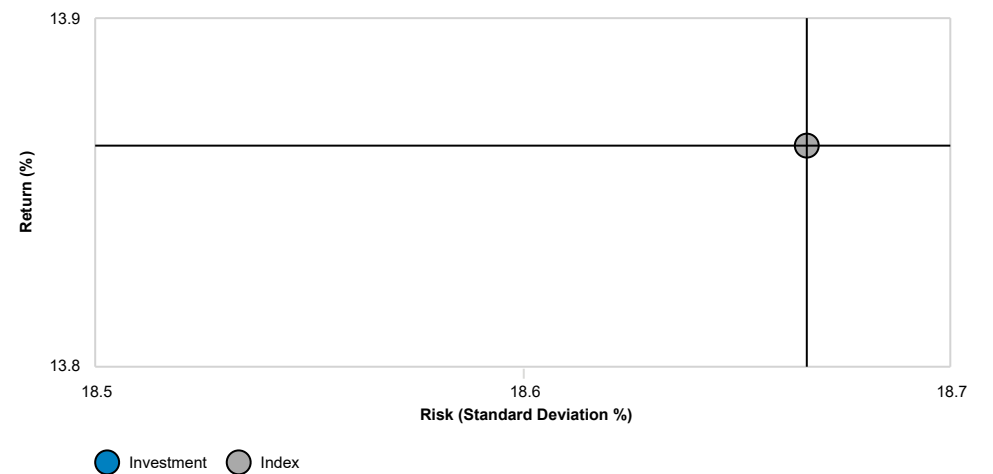 13.9
Return (%)
13.8
18.5 18.6 18.7
Risk (Standard Deviation %)
Investment Index